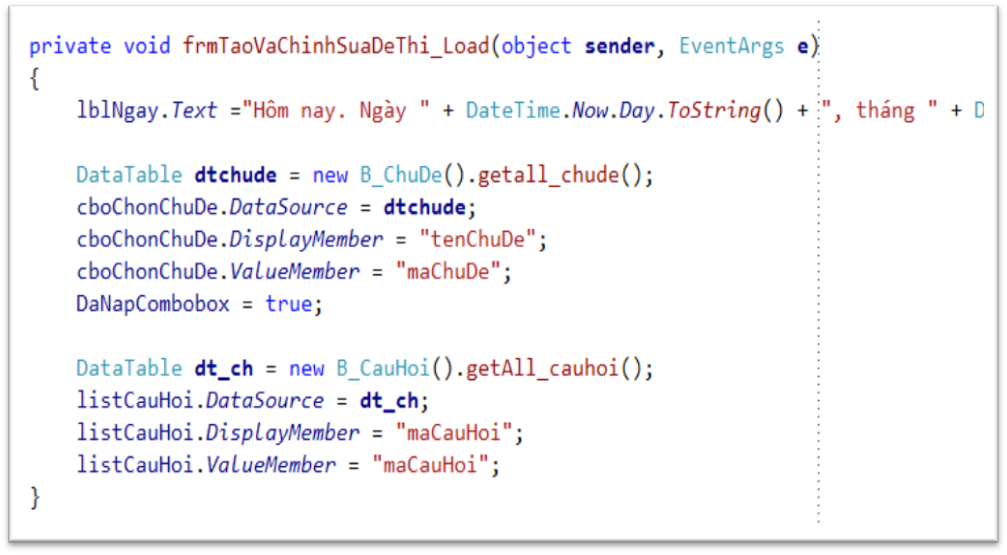 private void frmTaoVaChinhSuaDeThi_Load(object sender, EventArgs e)
{
lblNgay.Text ="Hôm nay. Ngày " + DateTime.Now.Day.ToString() + ", tháng " + D
DataTable dtchude = new B_ChuDe().getall_chude();
cboChonChuDe.DataSource = dtchude;
cboChonChuDe.DisplayMember = "tenChuDe";
cboChonChuDe.ValueMember = "maChuDe";
DaNapCombobox = true;
DataTable dt_ch = new B_CauHoi().getAll_cauhoi();
listCauHoi.DataSource = dt_ch;
listCauHoi.DisplayMember = "maCauHoi";
listCauHoi.ValueMember = "maCauHoi";
}